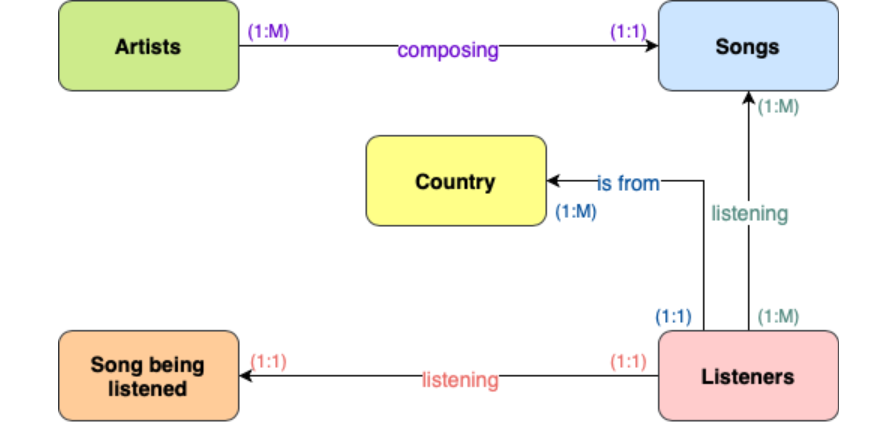 Artists
(1:M)
composing
(1:1)
Songs
(1:M)
Country
is from
(1:M)
listening
(1:1)
(1:M)
Song being
listened
(1:1)
listening
(1:1)
Listeners